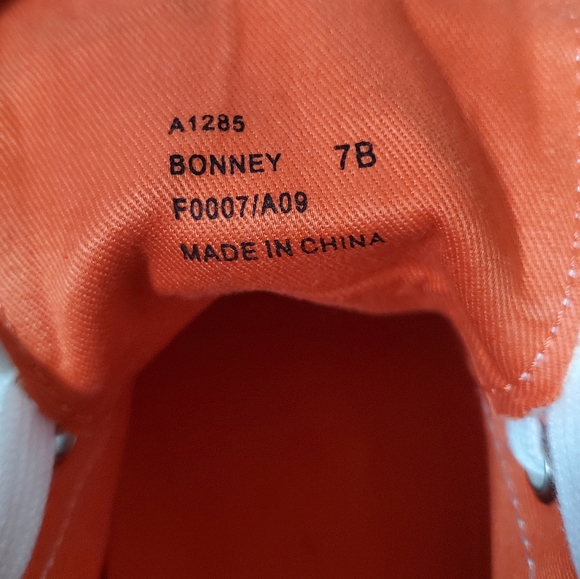 A1285
BONNEY 7B
F0007/A09
MADE IN CHINA